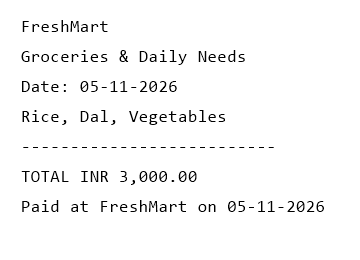 FreshMart
Groceries & Daily Needs
Date: 05-11-2026
Rice, Dal, Vegetables
--------------------------
TOTAL INR 3,000.00
Paid at FreshMart on 05-11-2026